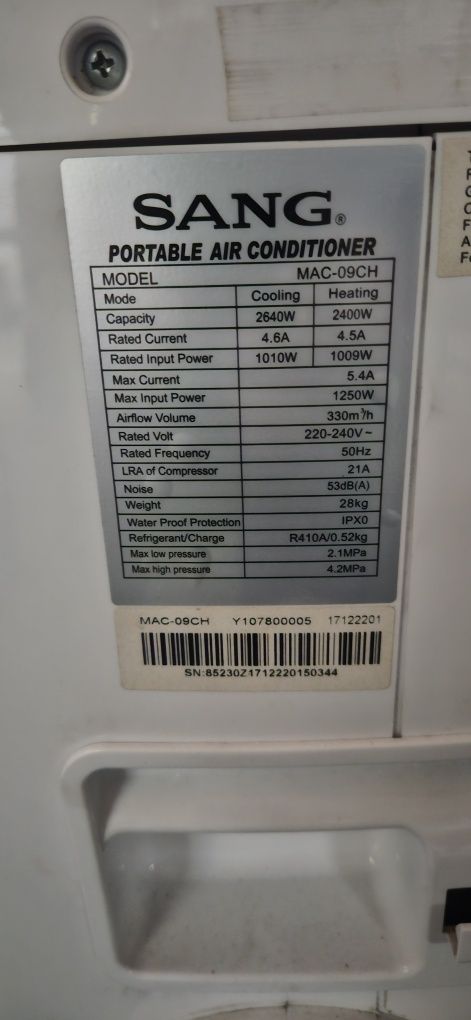 SANG®
PORTABLE AIR CONDITIONER
MODEL MAC-09CH
Mode Cooling Heating
Capacity 2640W 2400W
Rated Current 4.6A 4.5A
Rated Input Power 1010W 1009W
Max Current 5.4A
Max Input Power 1250W
Airflow Volume 330m³/h
Rated Volt 220-240V~
Rated Frequency 50Hz
LRA of Compressor 21A
Noise 53dB(A)
Weight 28kg
Water Proof Protection IPX0
Refrigerant/Charge R410A/0.52kg
Max low pressure 2.1MPa
Max high pressure 4.2MPa
MAC-09CH Y107800005 17122201
SN:85230Z1712220150344